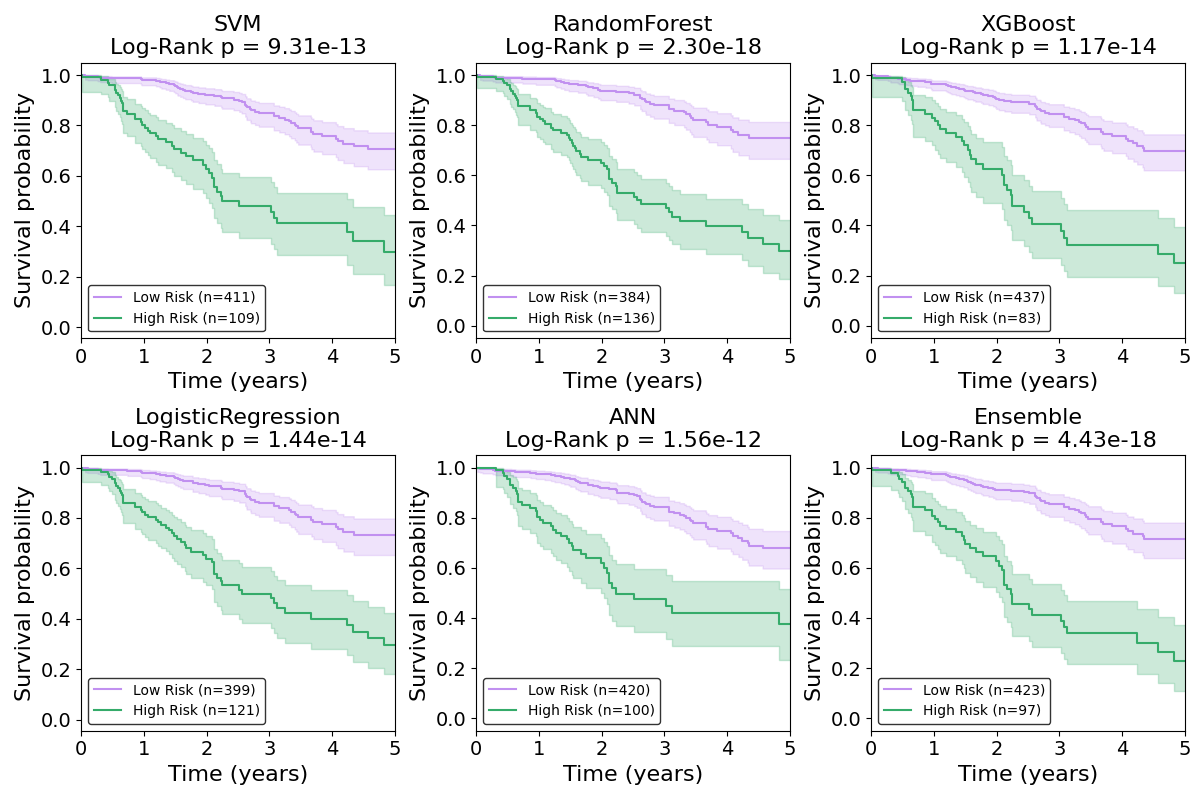 SVM
Log-Rank p = 9.31e-13
Survival probability
1.0
0.8
0.6
0.4
0.2
0.0
Low Risk (n=411)
High Risk (n=109)
0 1 2 3 4 5
Time (years)
RandomForest
Log-Rank p = 2.30e-18
Survival probability
1.0
0.8
0.6
0.4
0.2
0.0
Low Risk (n=384)
High Risk (n=136)
0 1 2 3 4 5
Time (years)
XGBoost
Log-Rank p = 1.17e-14
Survival probability
1.0
0.8
0.6
0.4
0.2
0.0
Low Risk (n=437)
High Risk (n=83)
0 1 2 3 4 5
Time (years)
LogisticRegression
Log-Rank p = 1.44e-14
Survival probability
1.0
0.8
0.6
0.4
0.2
0.0
Low Risk (n=399)
High Risk (n=121)
0 1 2 3 4 5
Time (years)
ANN
Log-Rank p = 1.56e-12
Survival probability
1.0
0.8
0.6
0.4
0.2
0.0
Low Risk (n=420)
High Risk (n=100)
0 1 2 3 4 5
Time (years)
Ensemble
Log-Rank p = 4.43e-18
Survival probability
1.0
0.8
0.6
0.4
0.2
0.0
Low Risk (n=423)
High Risk (n=97)
0 1 2 3 4 5
Time (years)